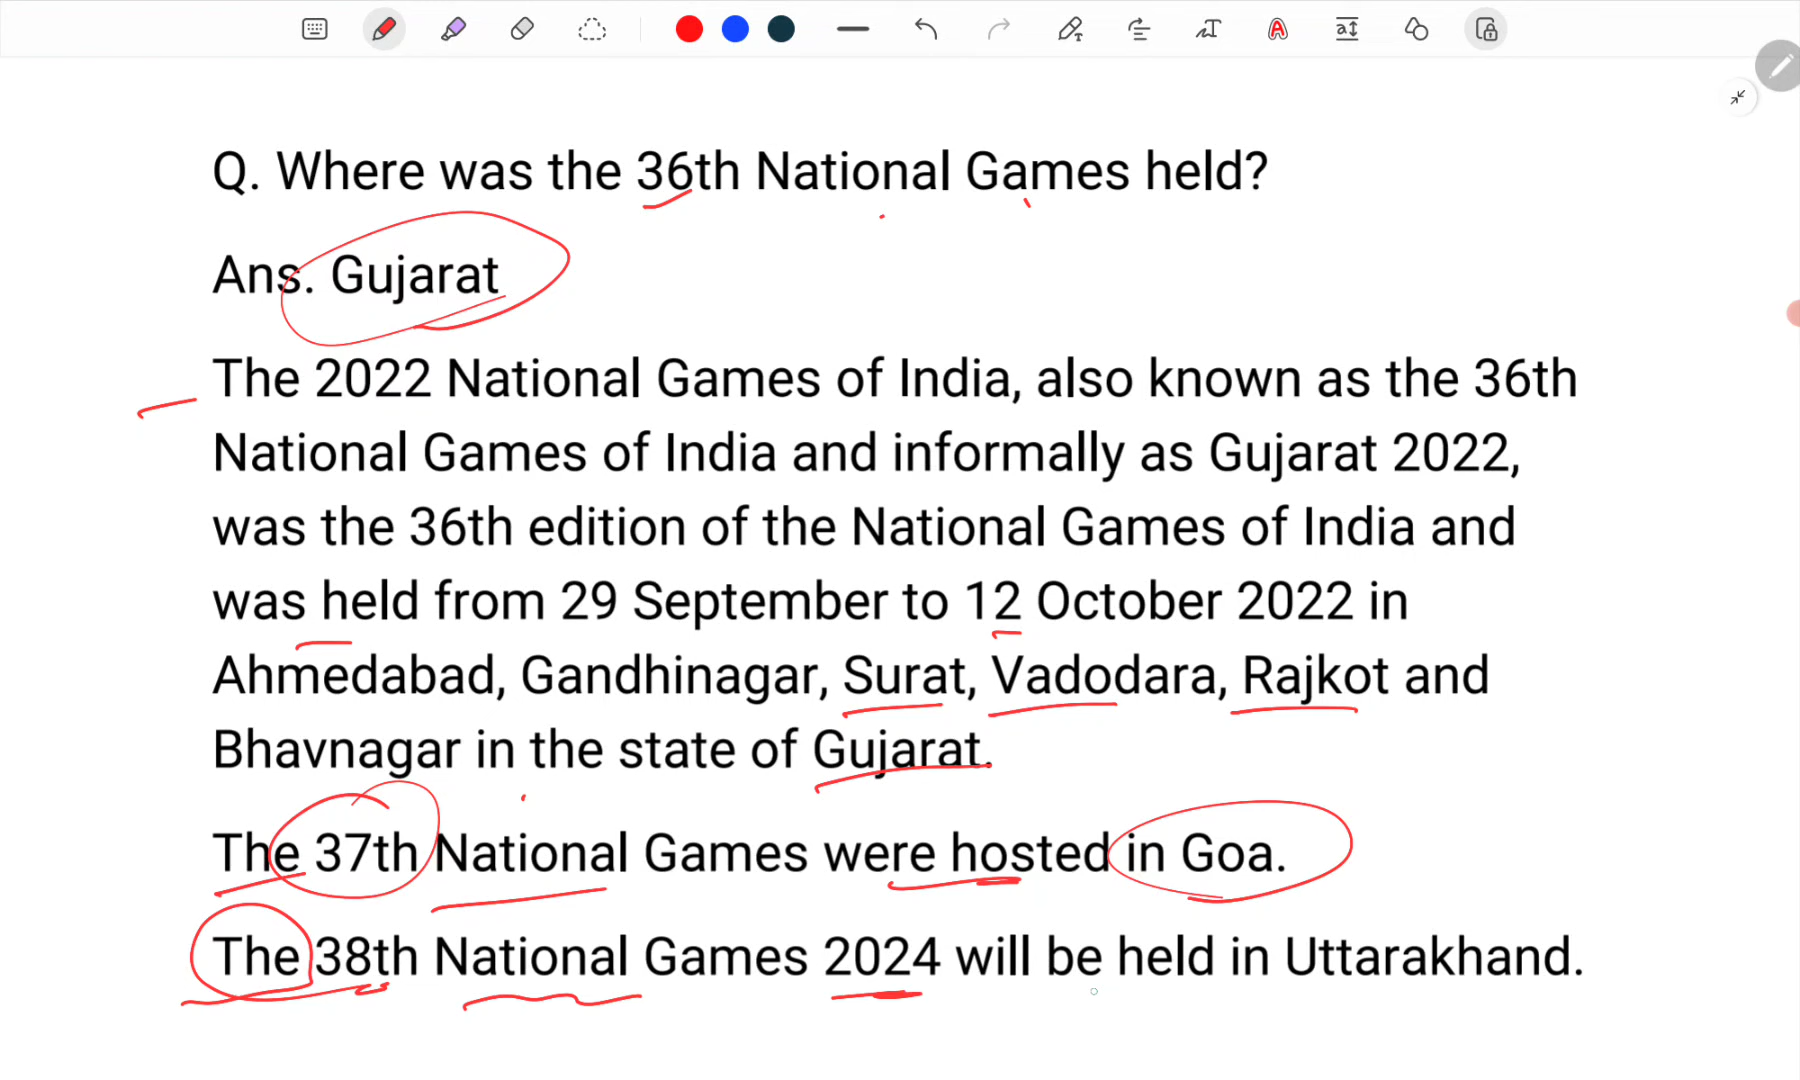 Q. Where was the 36th National Games held?
Ans. Gujarat
The 2022 National Games of India, also known as the 36th
National Games of India and informally as Gujarat 2022,
was the 36th edition of the National Games of India and
was held from 29 September to 12 October 2022 in
Ahmedabad, Gandhinagar, Surat, Vadodara, Rajkot and
Bhavnagar in the state of Gujarat.
The 37th National Games were hosted in Goa.
The 38th National Games 2024 will be held in Uttarakhand.